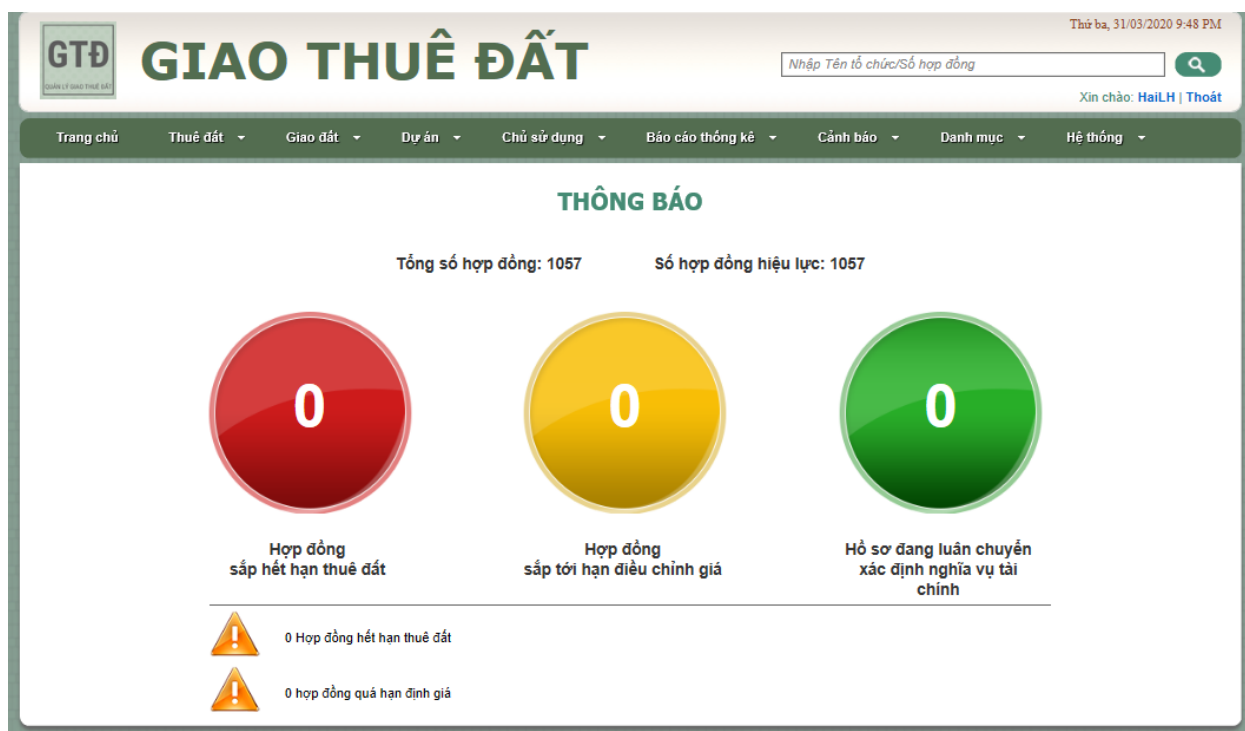 Thứ ba, 31/03/2020 9:48 PM
GTĐ
QUẢN LÝ GIAO THUÊ ĐẤT
GIAO THUÊ ĐẤT
Nhập Tên tổ chức/Số hợp đồng
Xin chào: HaiLH | Thoát
Trang chủ Thuê đất Giao đất Dự án Chủ sử dụng Báo cáo thống kê Cảnh báo Danh mục Hệ thống
THÔNG BÁO
Tổng số hợp đồng: 1057 Số hợp đồng hiệu lực: 1057
0 0 0
Hợp đồng
sắp hết hạn thuê đất
Hợp đồng
sắp tới hạn điều chỉnh giá
Hồ sơ đang luân chuyển
xác định nghĩa vụ tài
chính
0 Hợp đồng hết hạn thuê đất
0 hợp đồng quá hạn định giá